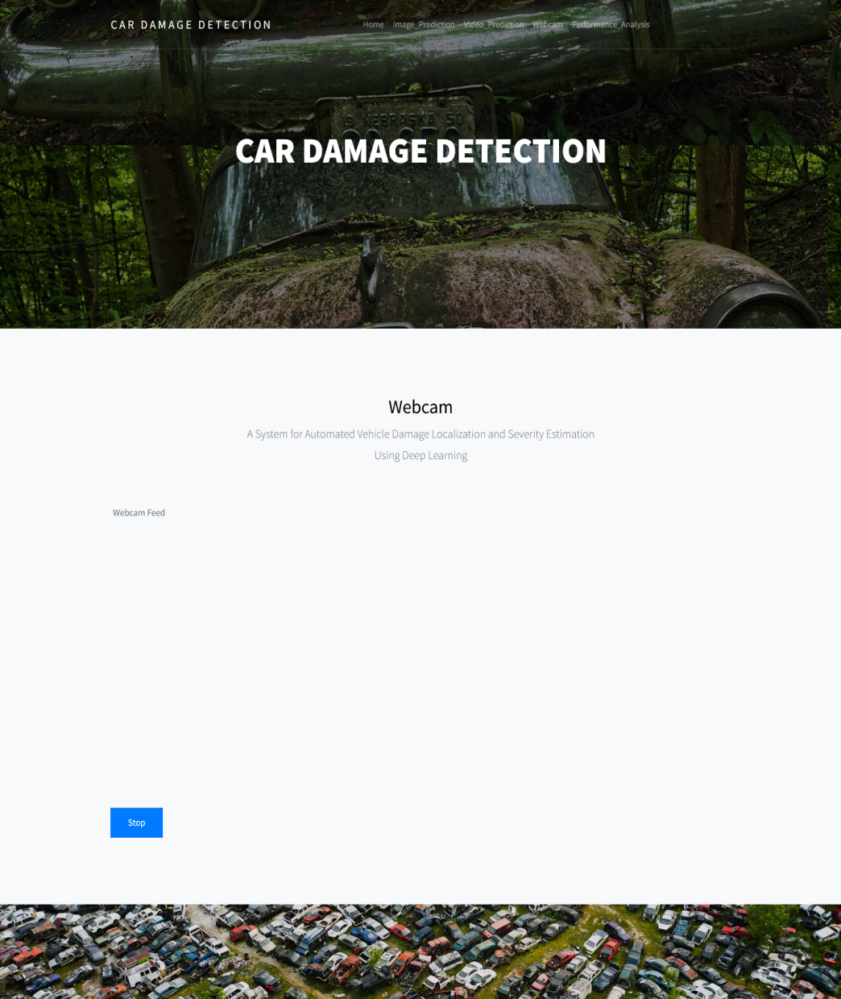 CAR DAMAGE DETECTION
Home Image_Prediction Video_Prediction Webcam Performance_Analysis
19 NEBRASKA 50
CAR DAMAGE DETECTION
Webcam
A System for Automated Vehicle Damage Localization and Severity Estimation
Using Deep Learning
Webcam Feed
Stop